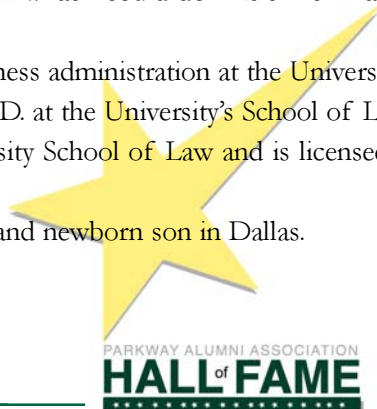 ness administration at the Univers
D. at the University's School of L
sity School of Law and is licensed
and newborn son in Dallas.
PARKWAY ALUMNI ASSOCIATION
HALL of FAME